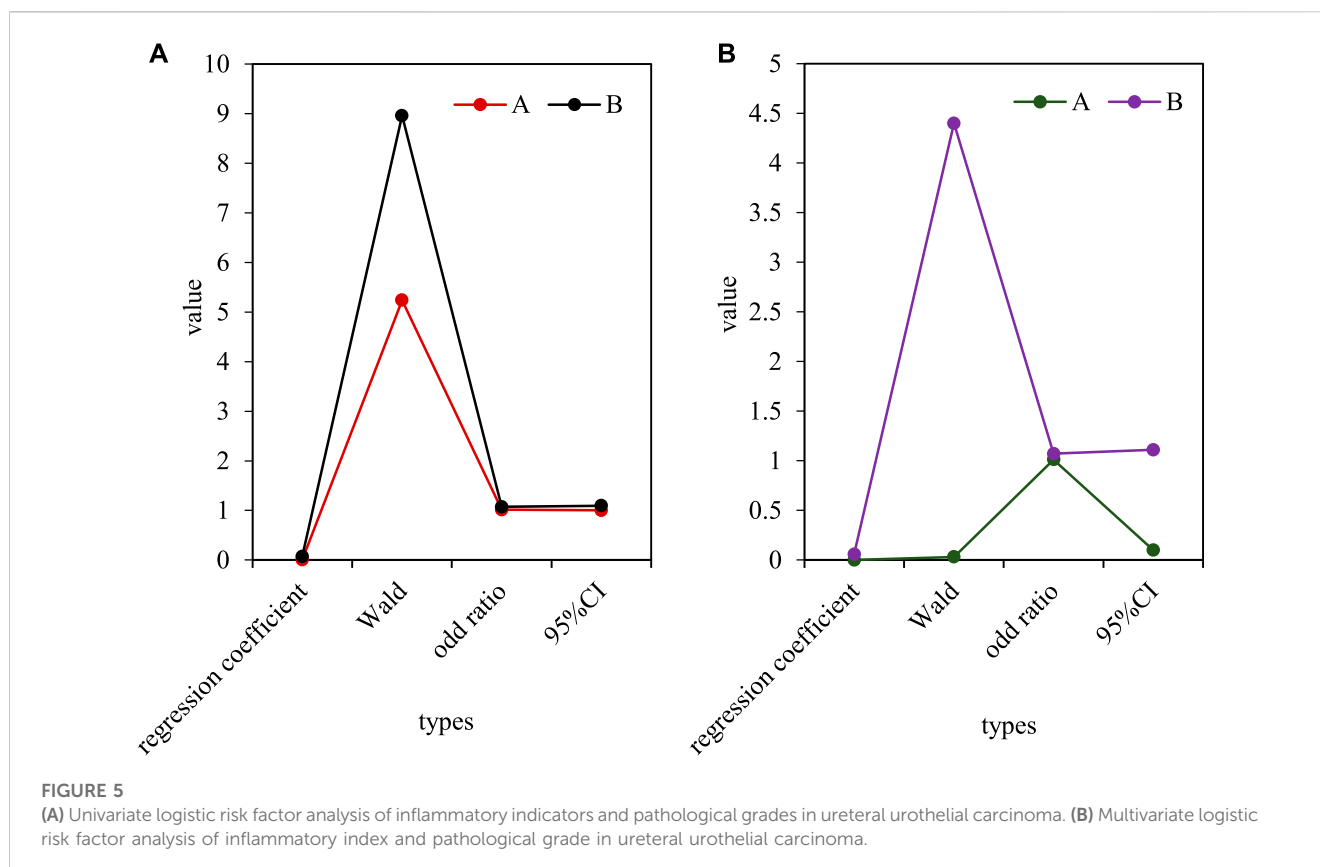 A
10
9
8
7
6
5
4
3
2
1
0
value
A B
regression coefficient
Wald
odd ratio
95%CI
types
B
5
4.5
4
3.5
3
2.5
2
1.5
1
0.5
0
value
A B
regression coefficient
Wald
odd ratio
95%CI
types
FIGURE 5
(A) Univariate logistic risk factor analysis of inflammatory indicators and pathological grades in ureteral urothelial carcinoma. (B) Multivariate logistic
risk factor analysis of inflammatory index and pathological grade in ureteral urothelial carcinoma.